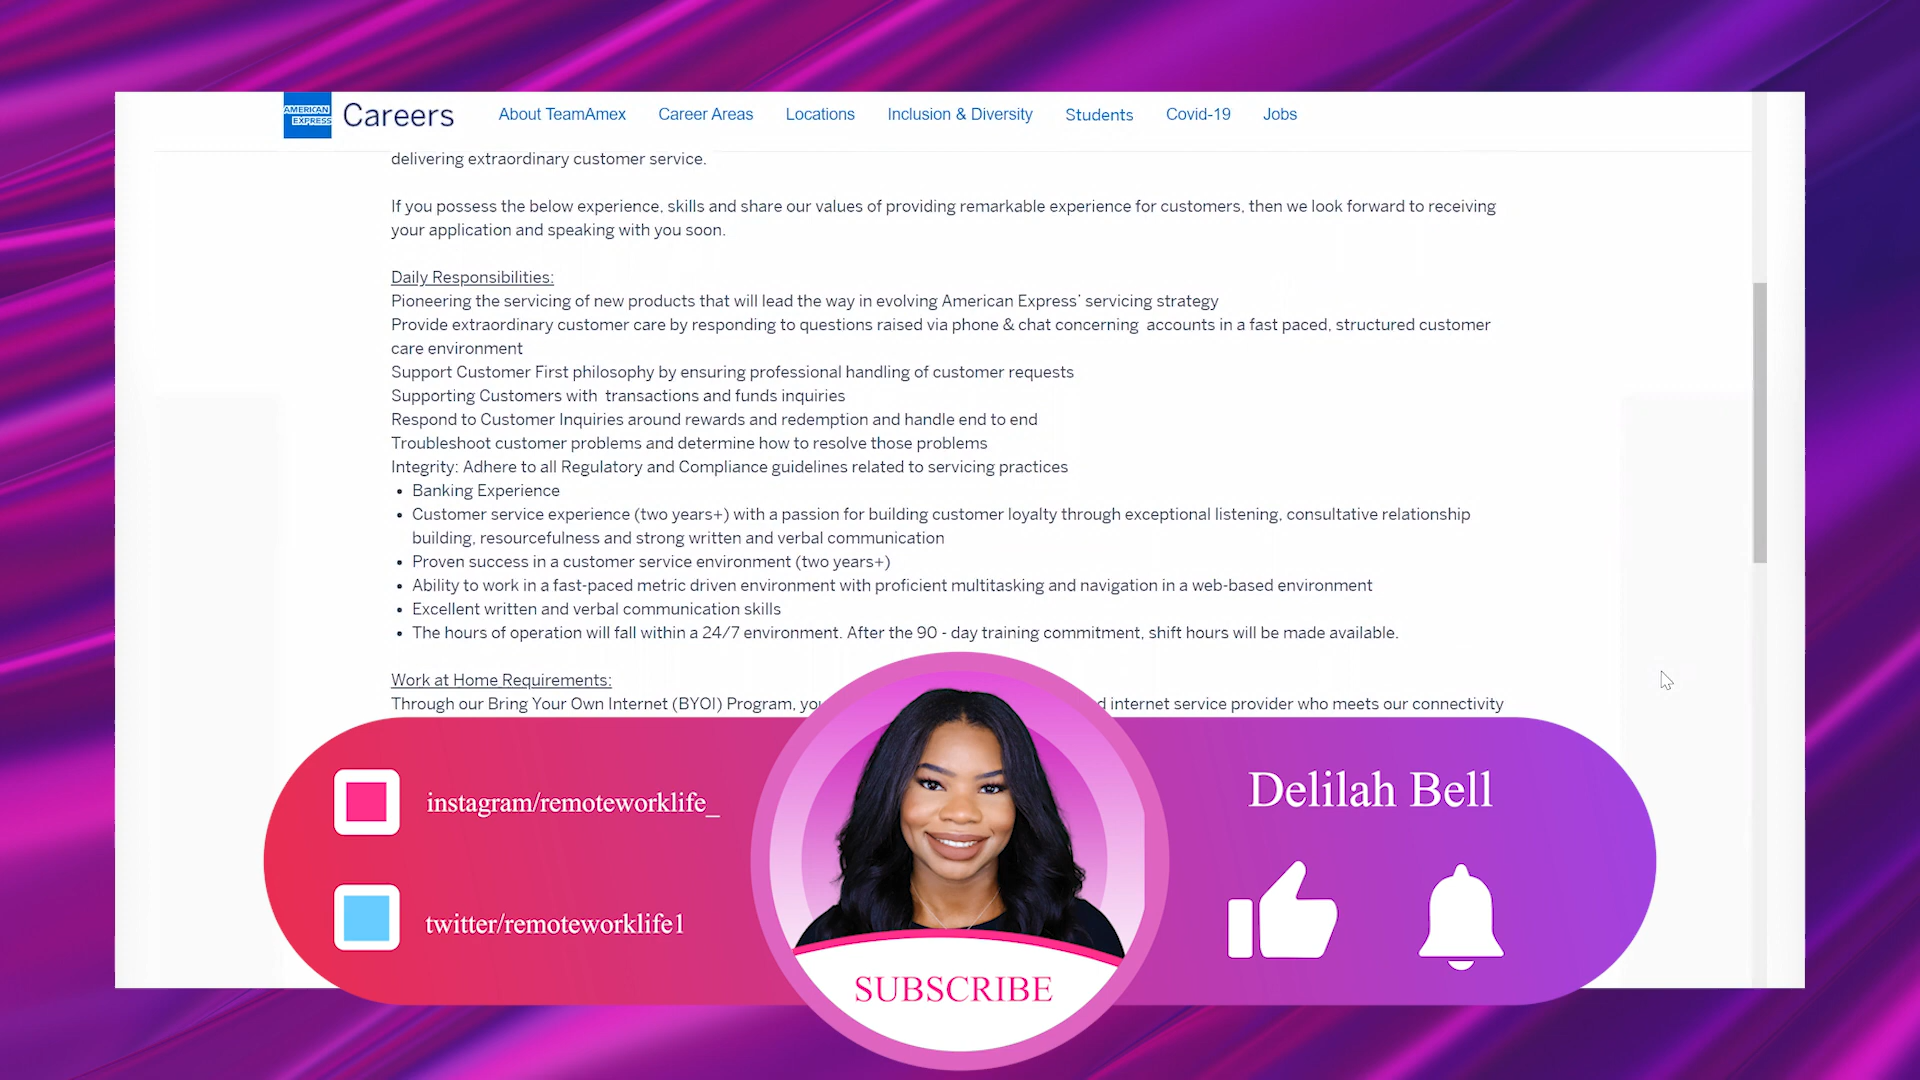 AMERICAN
EXPRESS
Careers
About TeamAmex Career Areas Locations Inclusion & Diversity Students Covid-19 Jobs
delivering extraordinary customer service.
If you possess the below experience, skills and share our values of providing remarkable experience for customers, then we look forward to receiving
your application and speaking with you soon.
Daily Responsibilities:
Pioneering the servicing of new products that will lead the way in evolving American Express' servicing strategy
Provide extraordinary customer care by responding to questions raised via phone & chat concerning accounts in a fast paced, structured customer
care environment
Support Customer First philosophy by ensuring professional handling of customer requests
Supporting Customers with transactions and funds inquiries
Respond to Customer Inquiries around rewards and redemption and handle end to end
Troubleshoot customer problems and determine how to resolve those problems
Integrity: Adhere to all Regulatory and Compliance guidelines related to servicing practices
• Banking Experience
• Customer service experience (two years+) with a passion for building customer loyalty through exceptional listening, consultative relationship
building, resourcefulness and strong written and verbal communication
• Proven success in a customer service environment (two years+)
• Ability to work in a fast-paced metric driven environment with proficient multitasking and navigation in a web-based environment
• Excellent written and verbal communication skills
• The hours of operation will fall within a 24/7 environment. After the 90 - day training commitment, shift hours will be made available.
Work at Home Requirements:
Through our Bring Your Own Internet (BYOI) Program, internet service provider who meets our connectivity
instagram/remoteworklife_
twitter/remoteworklife1
SUBSCRIBE
Delilah Bell